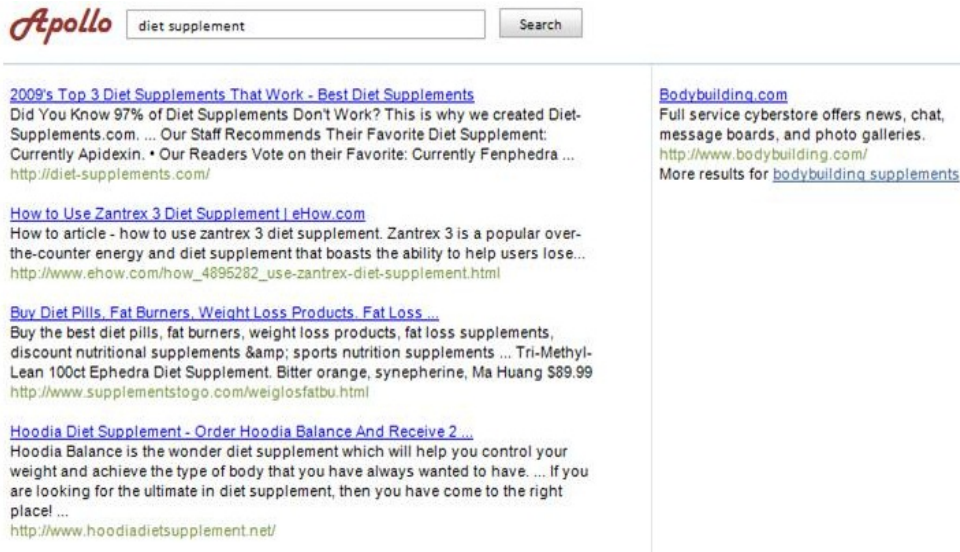 Apollo
diet supplement
Search
2009's Top 3 Diet Supplements That Work - Best Diet Supplements
Did You Know 97% of Diet Supplements Don't Work? This is why we created Diet-
Supplements.com. ... Our Staff Recommends Their Favorite Diet Supplement:
Currently Apidexin. • Our Readers Vote on their Favorite: Currently Fenphedra ...
http://diet-supplements.com/
How to Use Zantrex 3 Diet Supplement | eHow.com
How to article - how to use zantrex 3 diet supplement. Zantrex 3 is a popular over-
the-counter energy and diet supplement that boasts the ability to help users lose...
http://www.ehow.com/how_4895282_use-zantrex-diet-supplement.html
Buy Diet Pills, Fat Burners, Weight Loss Products. Fat Loss ...
Buy the best diet pills, fat burners, weight loss products, fat loss supplements,
discount nutritional supplements &amp; sports nutrition supplements ... Tri-Methyl-
Lean 100ct Ephedra Diet Supplement. Bitter orange, synepherine, Ma Huang $89.99
http://www.supplementstogo.com/weiglosfatbu.html
Hoodia Diet Supplement - Order Hoodia Balance And Receive 2 ...
Hoodia Balance is the wonder diet supplement which will help you control your
weight and achieve the type of body that you have always wanted to have. ... If you
are looking for the ultimate in diet supplement, then you have come to the right
place! ...
http://www.hoodiadietsupplement.net/
Bodybuilding.com
Full service cyberstore offers news, chat,
message boards, and photo galleries.
http://www.bodybuilding.com/
More results for bodybuilding supplements